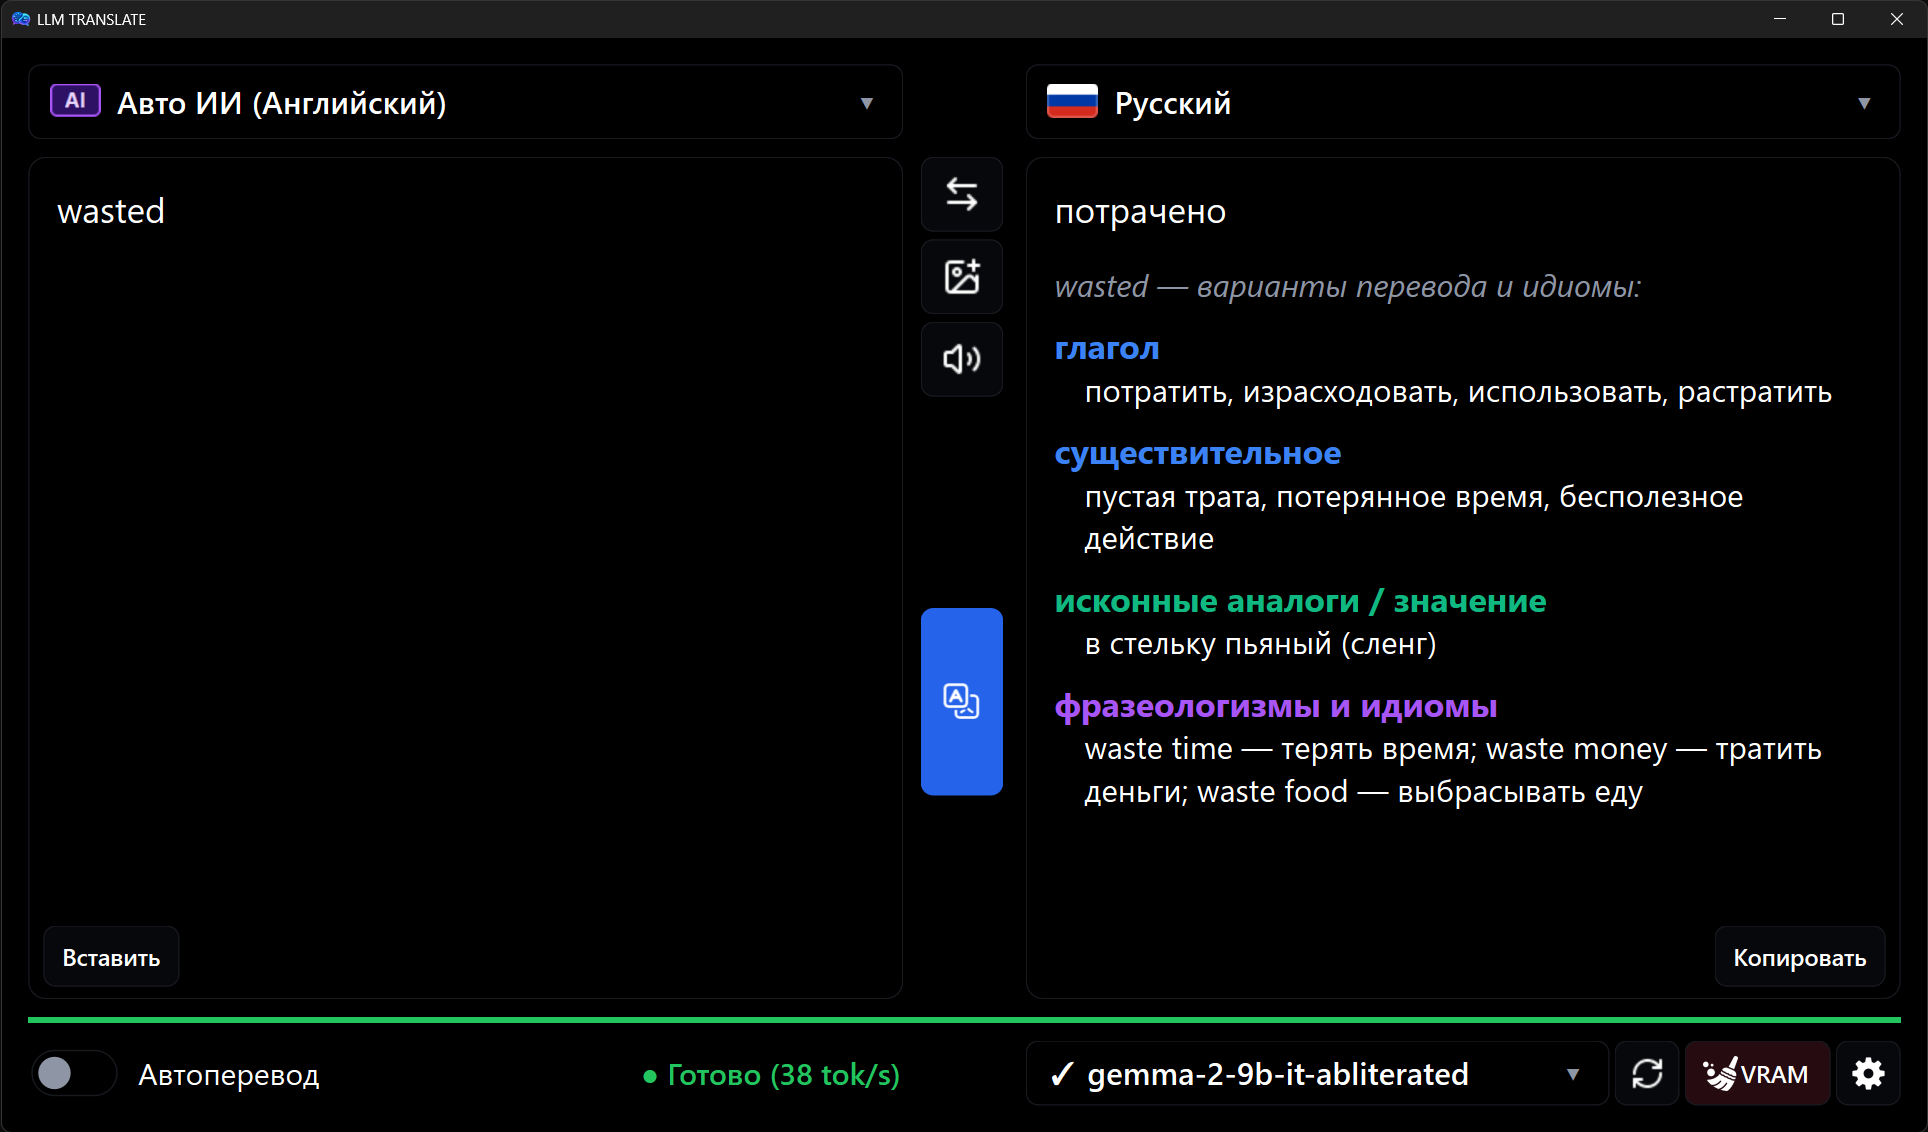 LLM TRANSLATE
AI Авто ИИ (Английский)
Русский
wasted
потрачено
wasted — варианты перевода и идиомы:
глагол
потратить, израсходовать, использовать, растратить
существительное
пустая трата, потерянное время, бесполезное
действие
исконные аналоги / значение
в стельку пьяный (сленг)
фразеологизмы и идиомы
waste time — терять время; waste money — тратить
деньги; waste food — выбрасывать еду
Вставить
Копировать
Автоперевод
● Готово (38 tok/s)
✓ gemma-2-9b-it-abliterated
VRAM